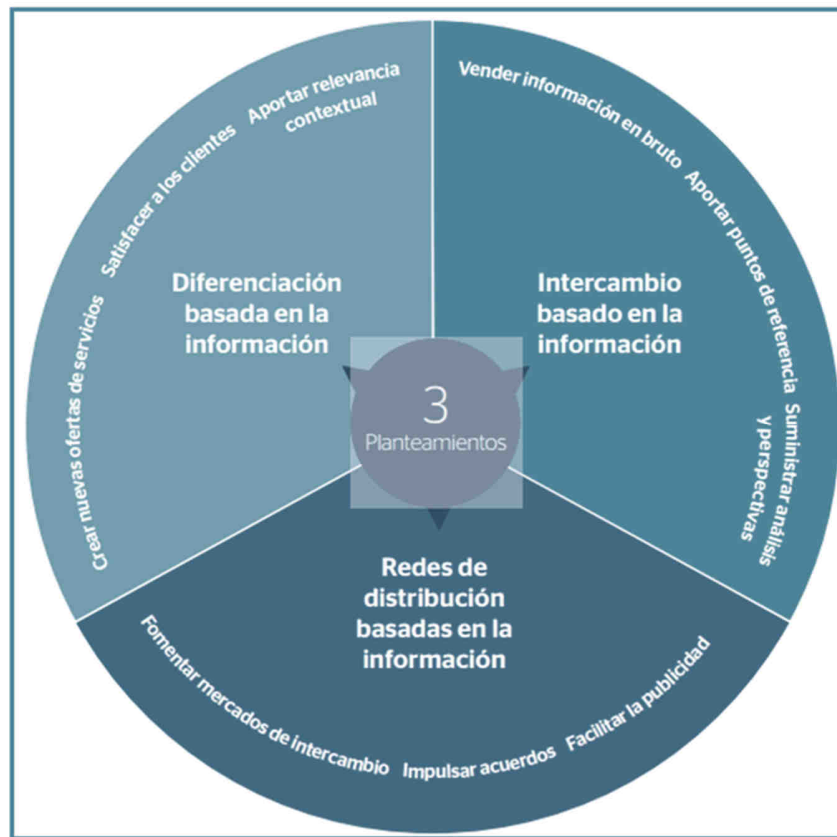 Crear nuevas ofertas de servicios
Satisfacer a los clientes
Aportar relevancia
contextual
Diferenciación
basada en la
información
Vender información en bruto
Aportar puntos de referencia
Suministrar análisis
y perspectivas
Intercambio
basado en la
información
3
Planteamientos
Redes de
distribución
basadas en la
información
Fomentar mercados de intercambio
Impulsar acuerdos
Facilitar la publicidad